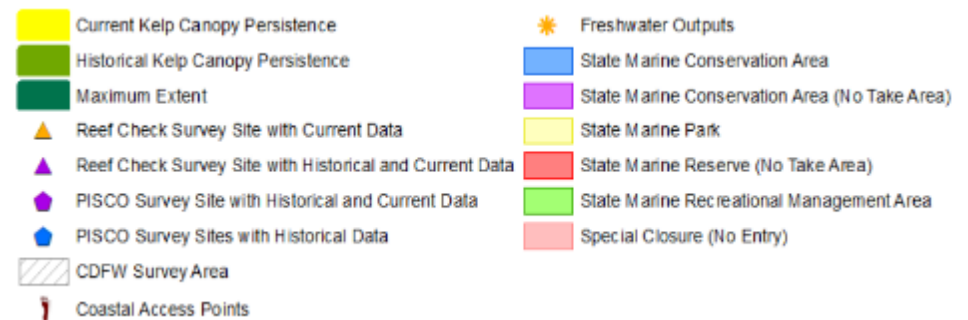 Current Kelp Canopy Persistence
Historical Kelp Canopy Persistence
Maximum Extent
Reef Check Survey Site with Current Data
Reef Check Survey Site with Historical and Current Data
PISCO Survey Site with Historical and Current Data
PISCO Survey Sites with Historical Data
CDFW Survey Area
Coastal Access Points
Freshwater Outputs
State Marine Conservation Area
State Marine Conservation Area (No Take Area)
State Marine Park
State Marine Reserve (No Take Area)
State Marine Recreational Management Area
Special Closure (No Entry)